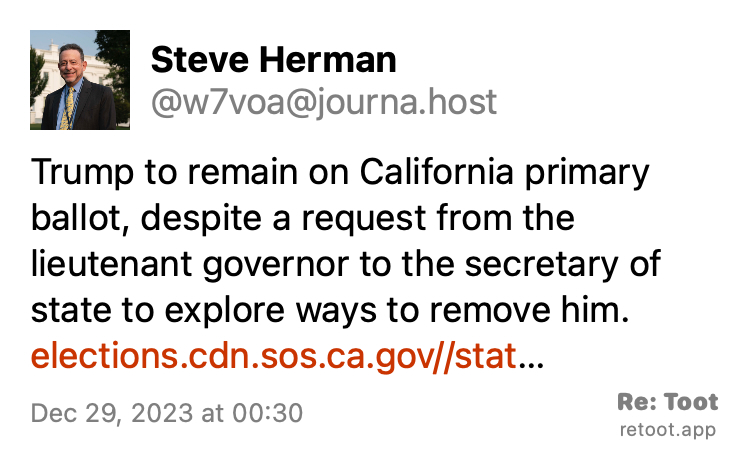 Steve Herman
@w7voa@journa.host
Trump to remain on California primary
ballot, despite a request from the
lieutenant governor to the secretary of
state to explore ways to remove him.
elections.cdn.sos.ca.gov//stat...
Dec 29, 2023 at 00:30
Re: Toot
retoot.app